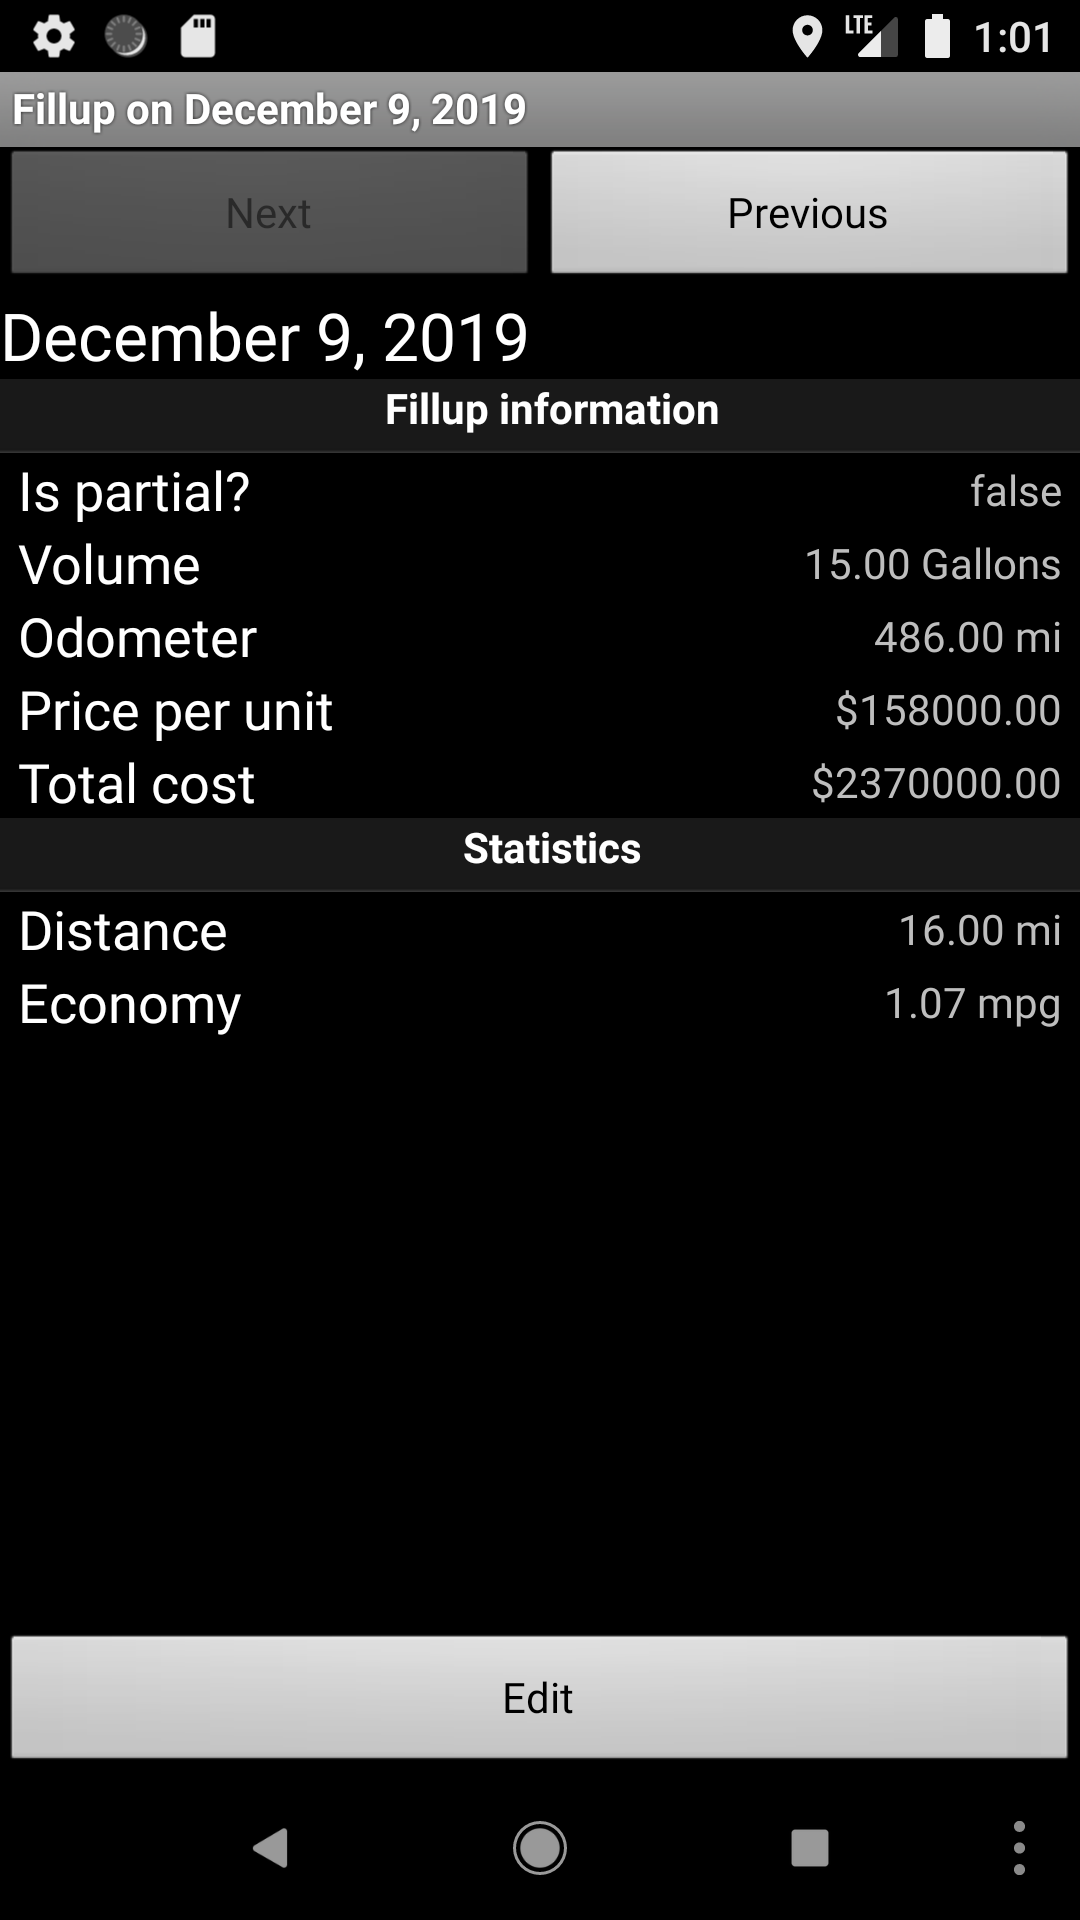 LTE 1:01
Fillup on December 9, 2019
Next Previous
December 9, 2019
Fillup information
Is partial? false
Volume 15.00 Gallons
Odometer 486.00 mi
Price per unit $158000.00
Total cost $2370000.00
Statistics
Distance 16.00 mi
Economy 1.07 mpg
Edit